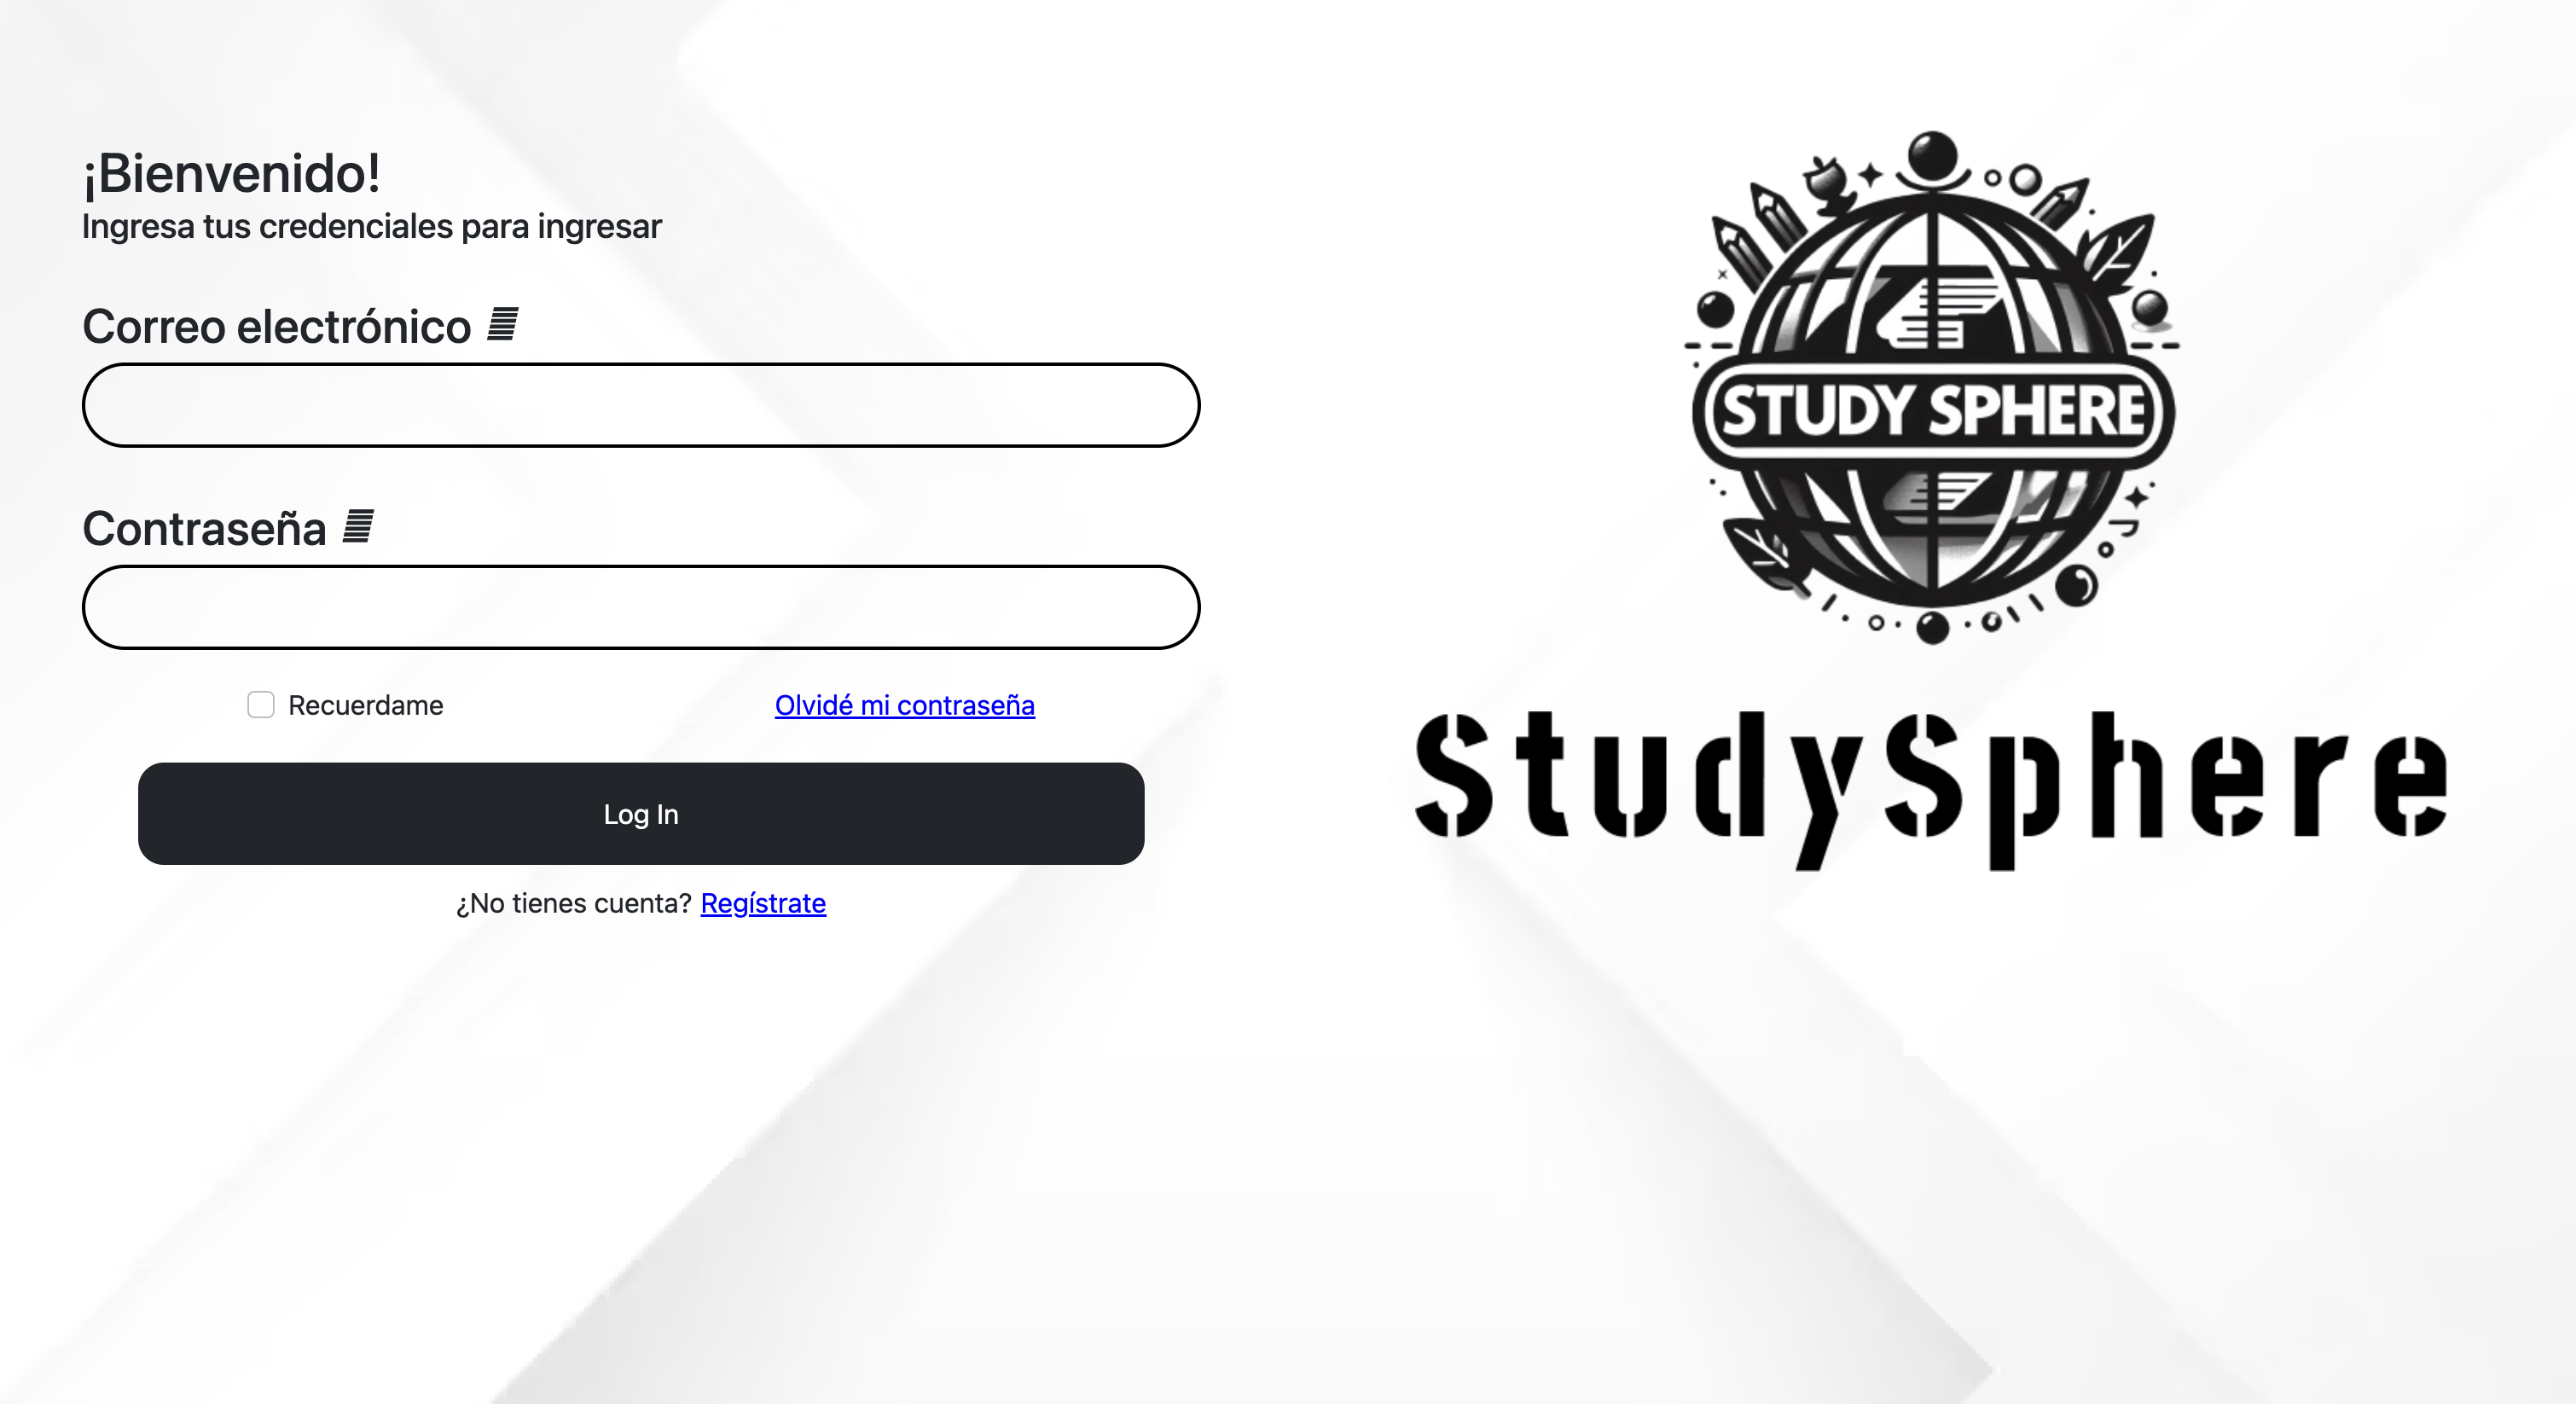 ¡Bienvenido!
Ingresa tus credenciales para ingresar
Correo electrónico
Contraseña
Recuerdame
Olvidé mi contraseña
Log In
¿No tienes cuenta? Regístrate
STUDY SPHERE
StudySphere